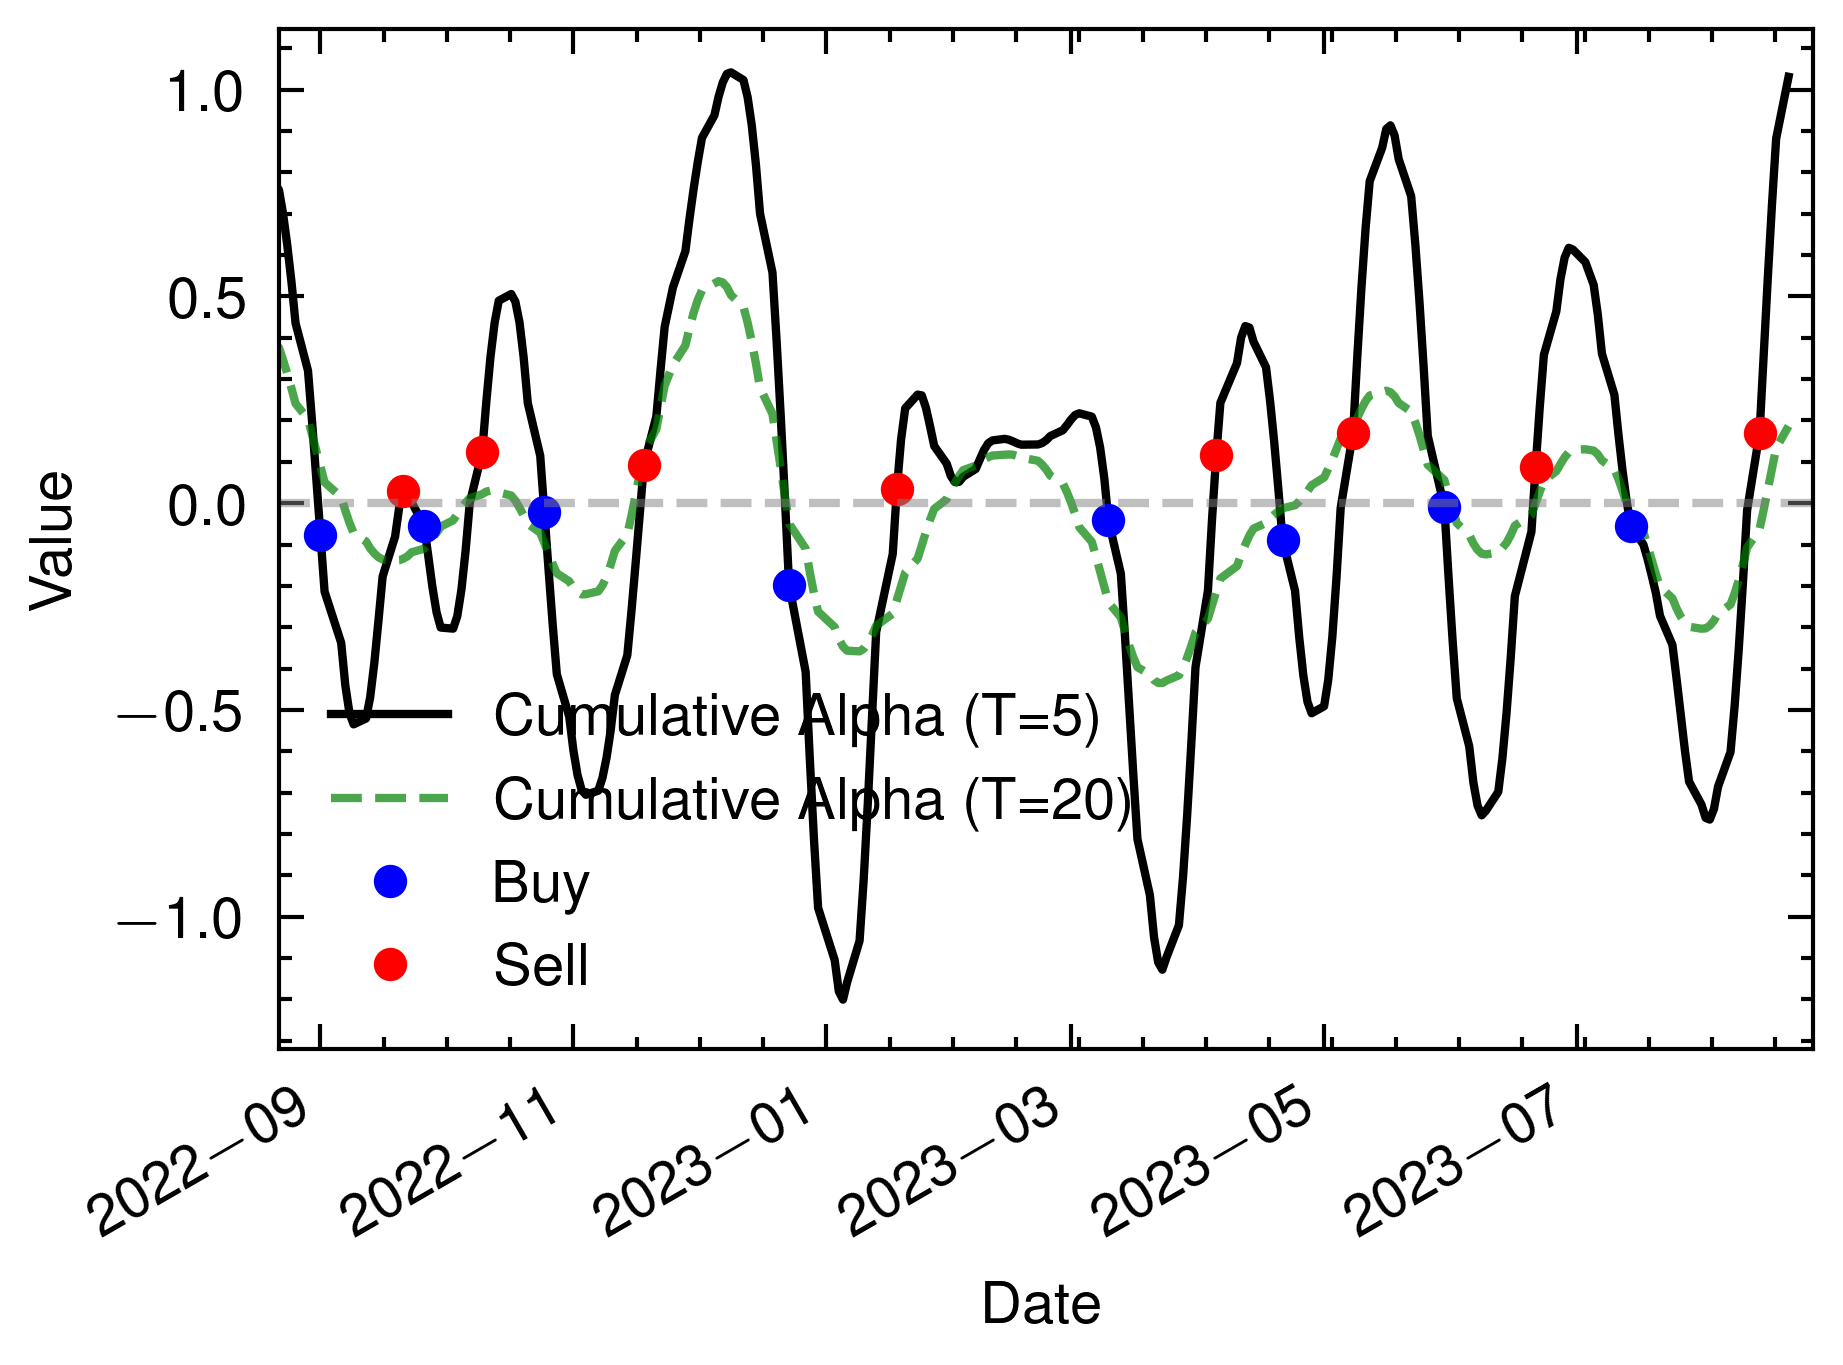 1.0
0.5
0.0
−0.5
−1.0
Value
Cumulative Alpha (T=5)
Cumulative Alpha (T=20)
Buy
Sell
2022−09
2022−11
2023−01
2023−03
2023−05
2023−07
Date